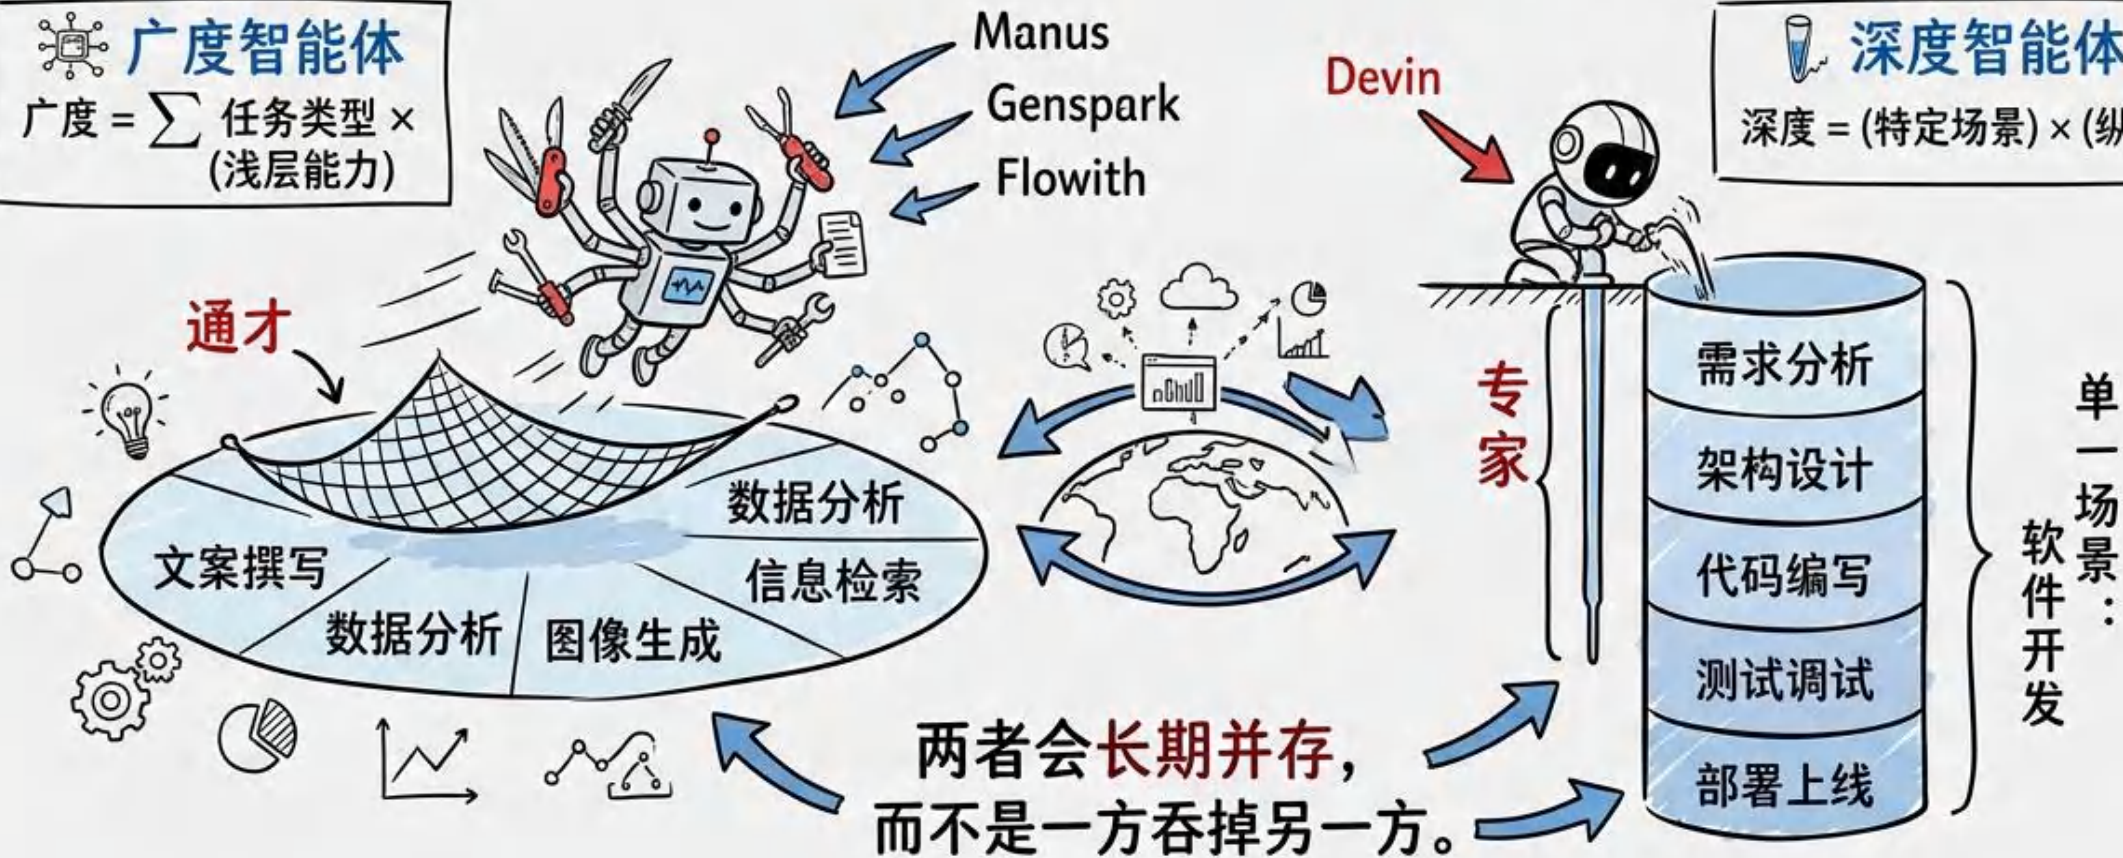 广度智能体
广度 = ∑ 任务类型 ×
(浅层能力)
Manus
Genspark
Flowith
通才
文案撰写
数据分析
图像生成
信息检索
数据分析
Devin
深度智能体
深度 = (特定场景) × (纵
专家
需求分析
架构设计
代码编写
测试调试
部署上线
单一场景：
软件开发
两者会长期并存，
而不是一方吞掉另一方。